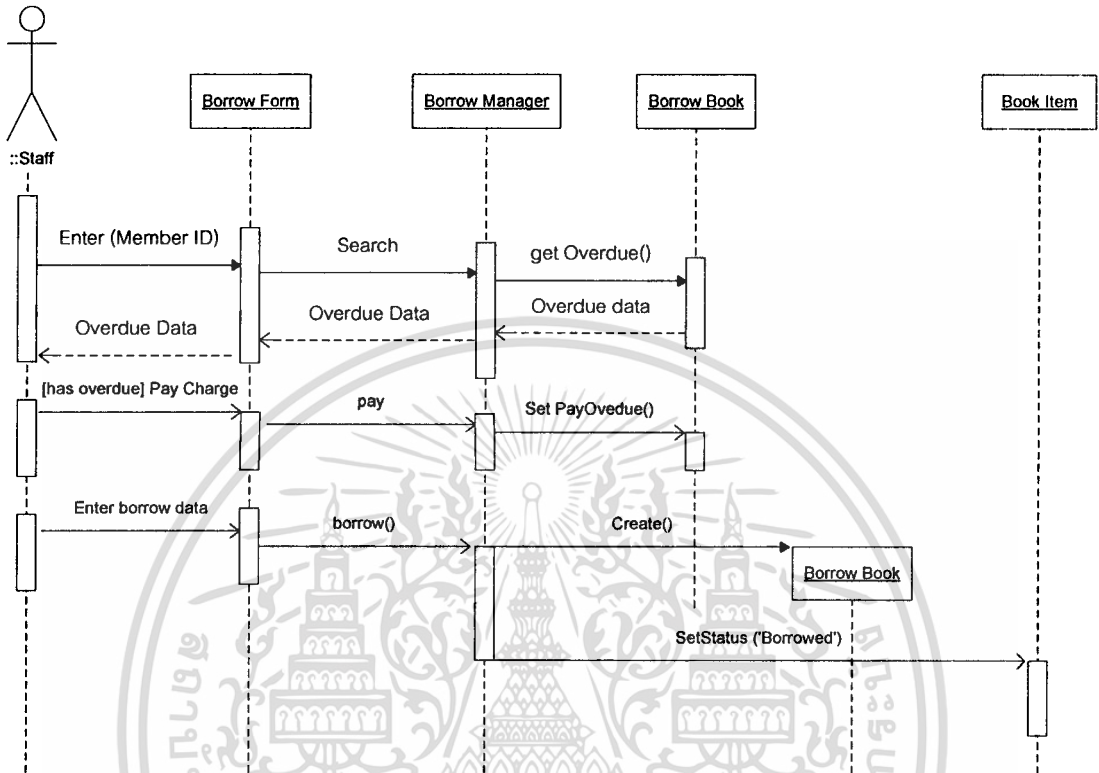 Borrow Form
Borrow Manager
Borrow Book
Book Item
::Staff
Enter (Member ID)
Search
get Overdue()
Overdue Data
Overdue Data
Overdue data
[has overdue] Pay Charge
pay
Set PayOvedue()
Enter borrow data
borrow()
Create()
Borrow Book
SetStatus ('Borrowed')